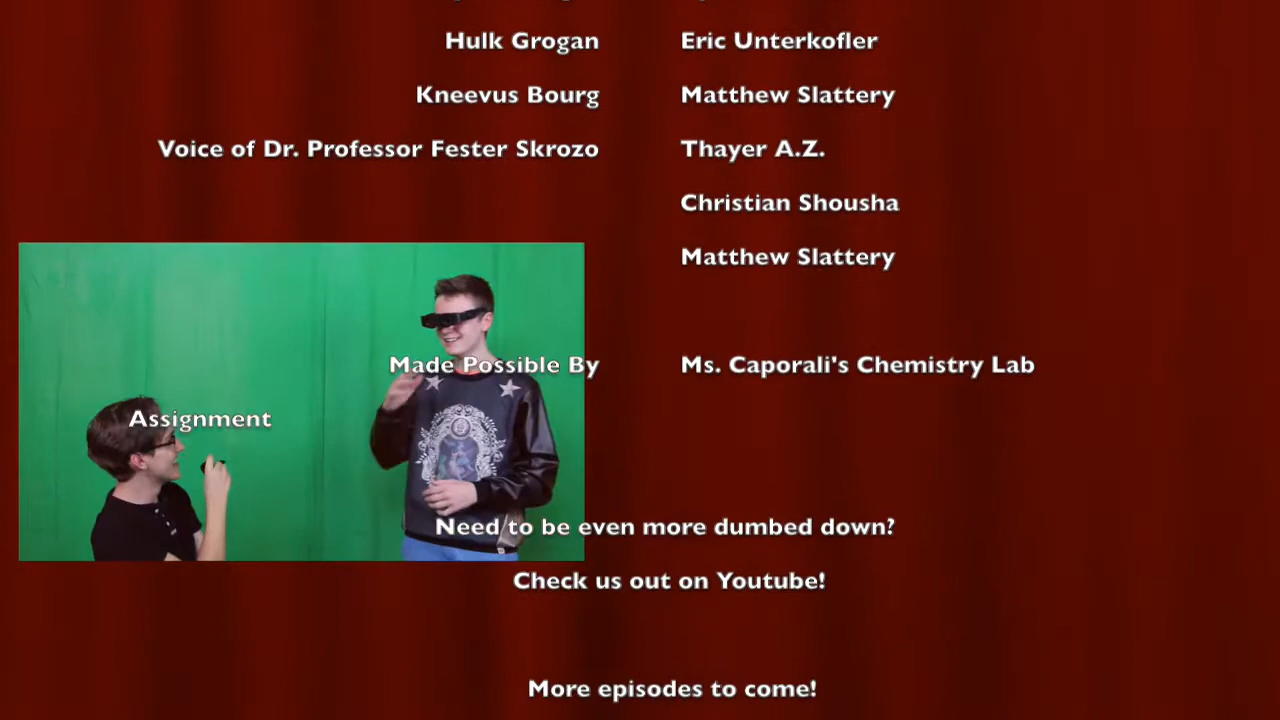 Hulk Grogan Eric Unterkofler
Kneevus Bourg Matthew Slattery
Voice of Dr. Professor Fester Skrozo Thayer A.Z.
Christian Shousha
Matthew Slattery
Made Possible By Ms. Caporali's Chemistry Lab
Assignment
Need to be even more dumbed down?
Check us out on Youtube!
More episodes to come!